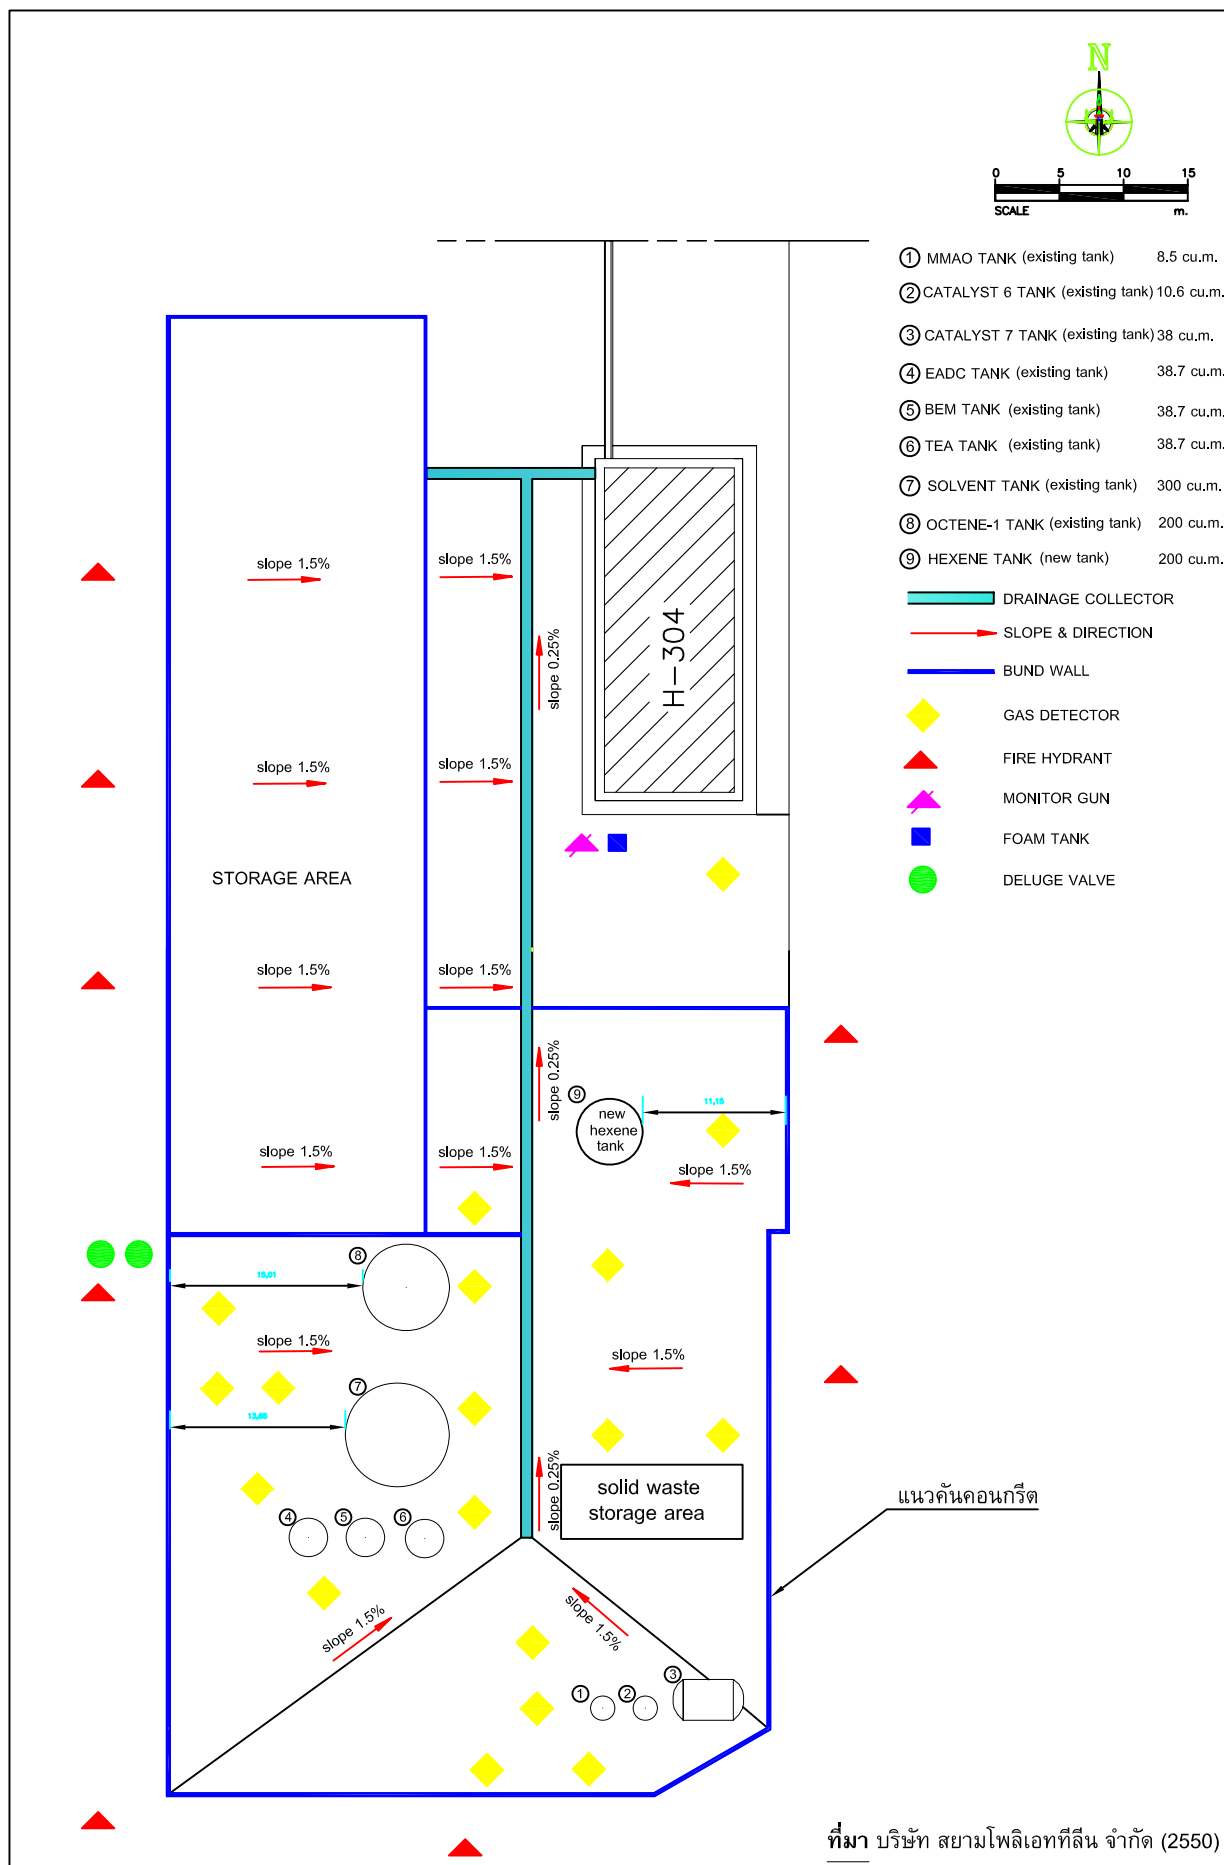 N
0 5 10 15
SCALE m.
1 MMAO TANK (existing tank) 8.5 cu.m.
2 CATALYST 6 TANK (existing tank) 10.6 cu.m.
3 CATALYST 7 TANK (existing tank) 38 cu.m.
4 EADC TANK (existing tank) 38.7 cu.m.
5 BEM TANK (existing tank) 38.7 cu.m.
6 TEA TANK (existing tank) 38.7 cu.m.
7 SOLVENT TANK (existing tank) 300 cu.m.
8 OCTENE-1 TANK (existing tank) 200 cu.m.
9 HEXENE TANK (new tank) 200 cu.m.
DRAINAGE COLLECTOR
SLOPE & DIRECTION
BUND WALL
GAS DETECTOR
FIRE HYDRANT
MONITOR GUN
FOAM TANK
DELUGE VALVE
slope 1.5%
slope 1.5%
slope 0.25%
H-304
slope 1.5%
slope 1.5%
STORAGE AREA
slope 1.5%
slope 1.5%
slope 0.25%
9
new
hexene
tank
11,15
slope 1.5%
slope 1.5%
slope 1.5%
8
slope 1.5%
slope 1.5%
7
slope 0.25%
solid waste
storage area
4
5
6
แนวคันคอนกรีต
slope 1.5%
slope 1.5%
1
2
3
ที่มา บริษัท สยามโพลิเอททีลีน จำกัด (2550)